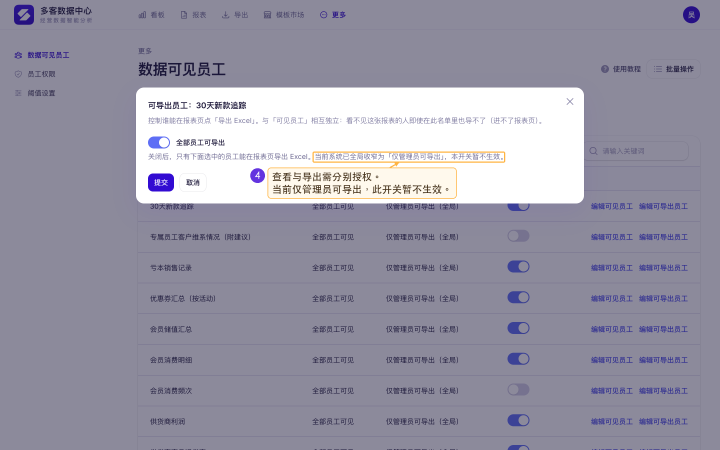 多客数据中心
经营数据智能分析
看板
报表
导出
模板市场
更多
吴
数据可见员工
员工权限
阈值设置
更多
数据可见员工
使用教程
批量操作
请输入关键词
可导出员工：30天新款追踪
控制谁能在报表页点「导出 Excel」。与「可见员工」相互独立：看不见这张报表的人即使在此名单里也导不了（进不了报表页）。
全部员工可导出
关闭后，只有下面选中的员工能在报表页导出 Excel。当前系统已全局收窄为「仅管理员可导出」，本开关暂不生效。
提交
取消
4
查看与导出需分别授权。
当前仅管理员可导出，此开关暂不生效。
30天新款追踪 全部员工可见 仅管理员可导出（全局） 编辑可见员工 编辑可导出员工
专属员工客户维系情况（附建议） 全部员工可见 仅管理员可导出（全局） 编辑可见员工 编辑可导出员工
亏本销售记录 全部员工可见 仅管理员可导出（全局） 编辑可见员工 编辑可导出员工
优惠券汇总（按活动） 全部员工可见 仅管理员可导出（全局） 编辑可见员工 编辑可导出员工
会员储值汇总 全部员工可见 仅管理员可导出（全局） 编辑可见员工 编辑可导出员工
会员消费明细 全部员工可见 仅管理员可导出（全局） 编辑可见员工 编辑可导出员工
会员消费频次 全部员工可见 仅管理员可导出（全局） 编辑可见员工 编辑可导出员工
供货商利润 全部员工可见 仅管理员可导出（全局） 编辑可见员工 编辑可导出员工